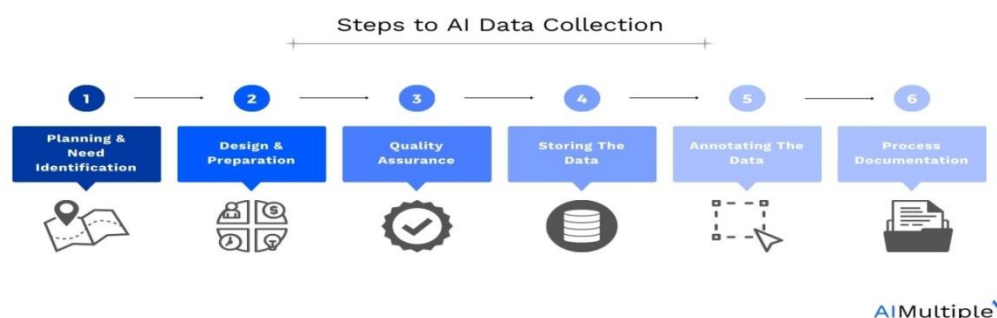 Steps to AI Data Collection
1
2
3
4
5
6
Planning &
Need
Identification
Design &
Preparation
Quality
Assurance
Storing The
Data
Annotating The
Data
Process
Documentation
$
AIMultiple